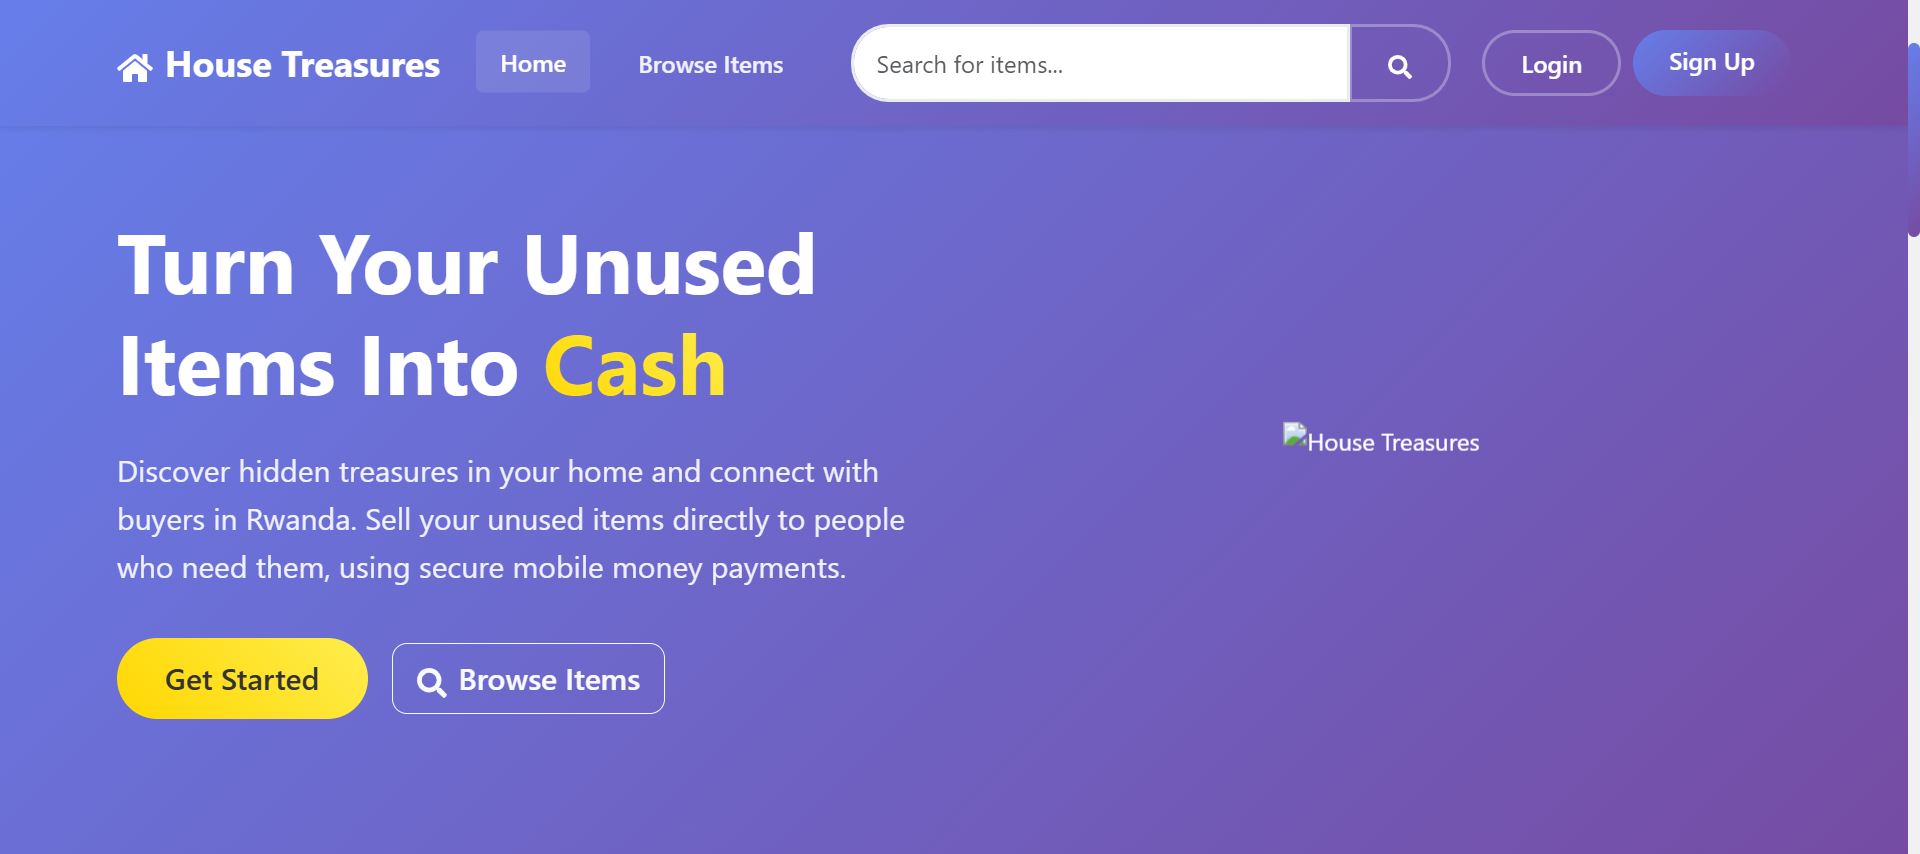 House Treasures
Home
Browse Items
Search for items...
Login
Sign Up
Turn Your Unused
Items Into Cash
Discover hidden treasures in your home and connect with
buyers in Rwanda. Sell your unused items directly to people
who need them, using secure mobile money payments.
House Treasures
Get Started
Browse Items